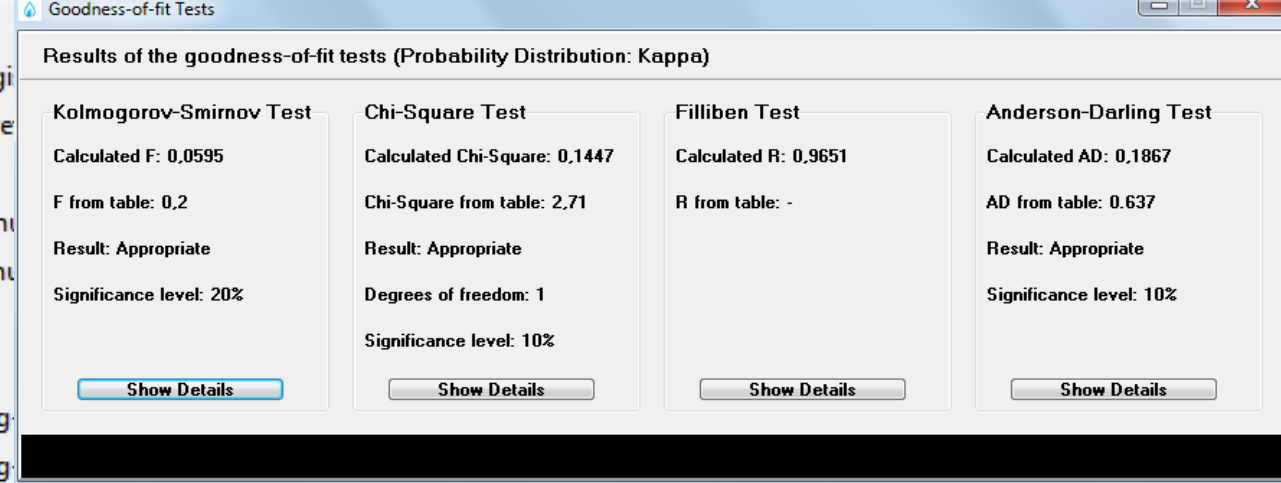 Goodness-of-fit Tests
Results of the goodness-of-fit tests (Probability Distribution: Kappa)
Kolmogorov-Smirnov Test
Calculated F: 0,0595
F from table: 0,2
Result: Appropriate
Significance level: 20%
Show Details
Chi-Square Test
Calculated Chi-Square: 0,1447
Chi-Square from table: 2,71
Result: Appropriate
Degrees of freedom: 1
Significance level: 10%
Show Details
Filliben Test
Calculated R: 0,9651
R from table: -
Show Details
Anderson-Darling Test
Calculated AD: 0,1867
AD from table: 0.637
Result: Appropriate
Significance level: 10%
Show Details